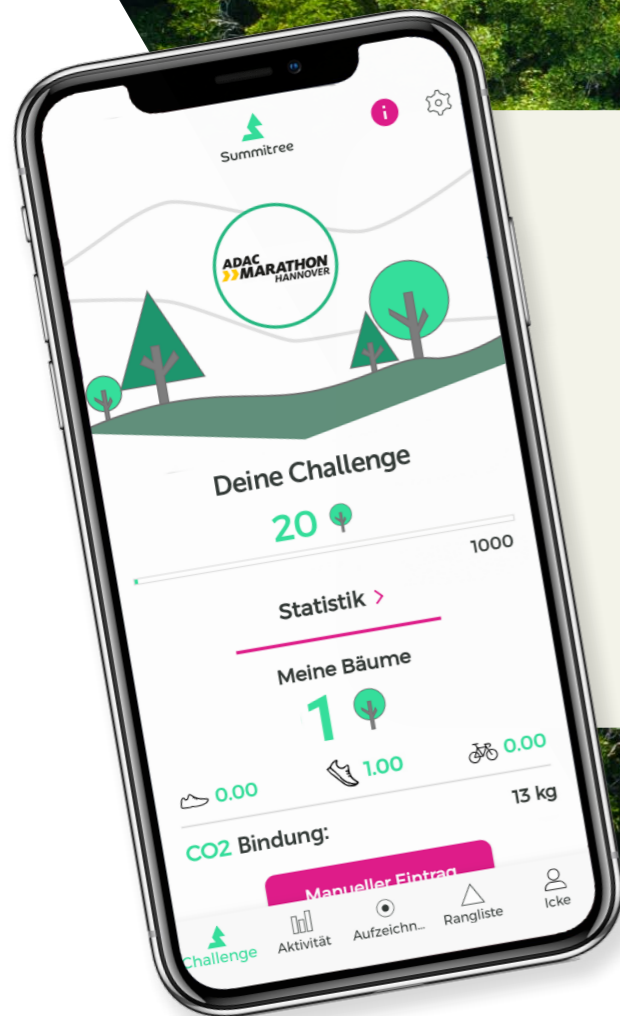 i
Summitree
ADAC
MARATHON
HANNOVER
Deine Challenge
20
1000
Statistik >
Meine Bäume
1
0.00 1.00 0.00
CO2 Bindung: 13 kg
Manueller Eintrag
Challenge Aktivität Aufzeichn... Rangliste Icke